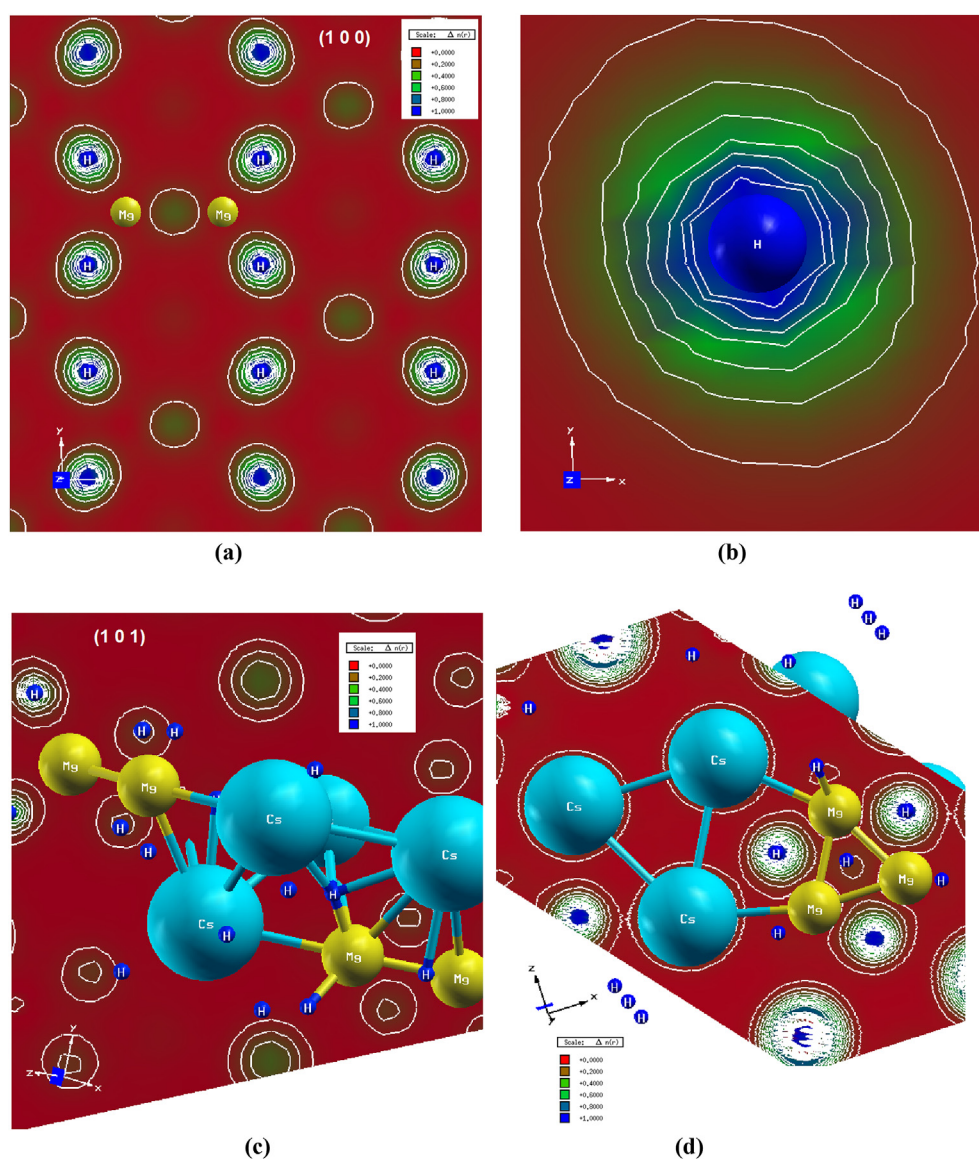 (1 0 0)
Scale: Δ n(r)
+0.0000
+0.2000
+0.4000
+0.6000
+0.8000
+1.0000
H H H
Mg Mg
H H H
H H H
Y
Z
(a)
H
Y
Z X
(b)
(1 0 1)
Scale: Δ n(r)
+0.0000
+0.2000
+0.4000
+0.6000
+0.8000
+1.0000
H
H H
Mg
H
Mg
Cs
H
H
Cs
H
H
Cs
H
Mg
H
Mg
H
H
H
Y
Z
X
(c)
H
H
H
H
H
H
Cs
H
Cs
Mg
H
H
H
Mg
H
Cs
Mg
H
Z
X
Y
H
H
H
Scale: Δ n(r)
+0.0000
+0.2000
+0.4000
+0.6000
+0.8000
+1.0000
(d)